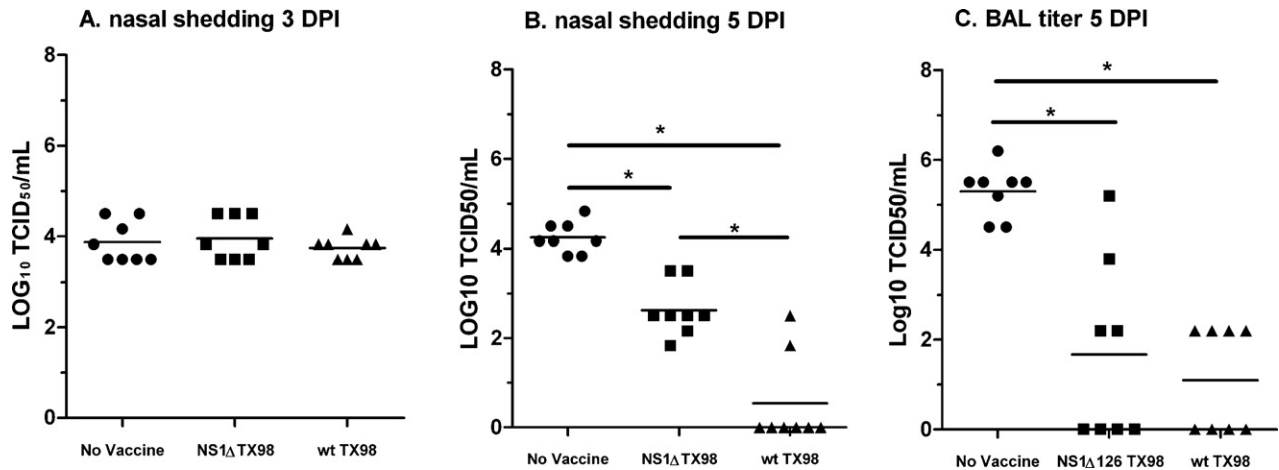 A. nasal shedding 3 DPI
LOG₁₀ TCID₅₀/mL
8
6
4
2
0
No Vaccine NS1Δ TX98 wt TX98
B. nasal shedding 5 DPI
LOG10 TCID50/mL
8
6
4
2
0
*
*
*
No Vaccine NS1Δ TX98 wt TX98
C. BAL titer 5 DPI
Log10 TCID50/mL
8
6
4
2
0
*
*
No Vaccine NS1Δ 126 TX98 wt TX98